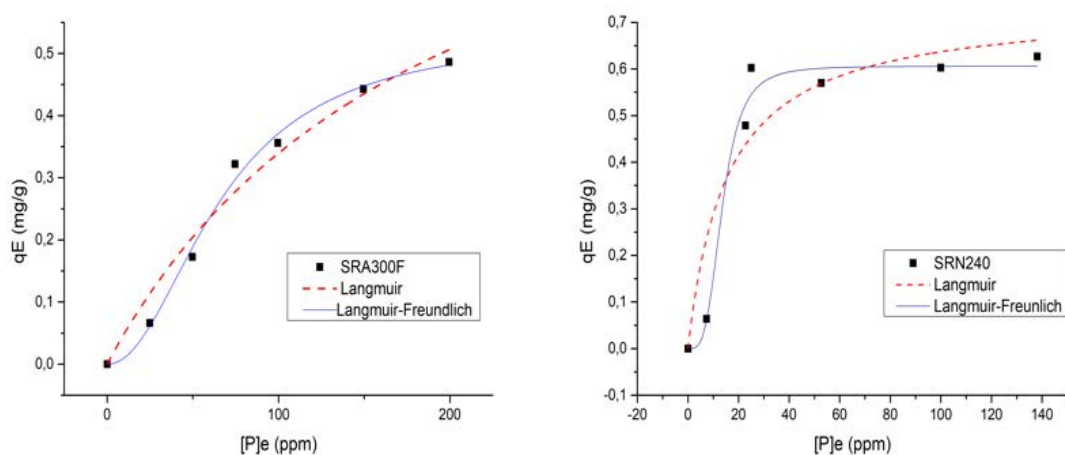 0,5
0,4
0,3
0,2
0,1
0,0
qE (mg/g)
SRA300F
Langmuir
Langmuir-Freundlich
0
100
200
[P]e (ppm)
0,7
0,6
0,5
0,4
0,3
0,2
0,1
0,0
-0,1
qE (mg/g)
SRN240
Langmuir
Langmuir-Freunlich
-20
0
20
40
60
80
100
120
140
[P]e (ppm)